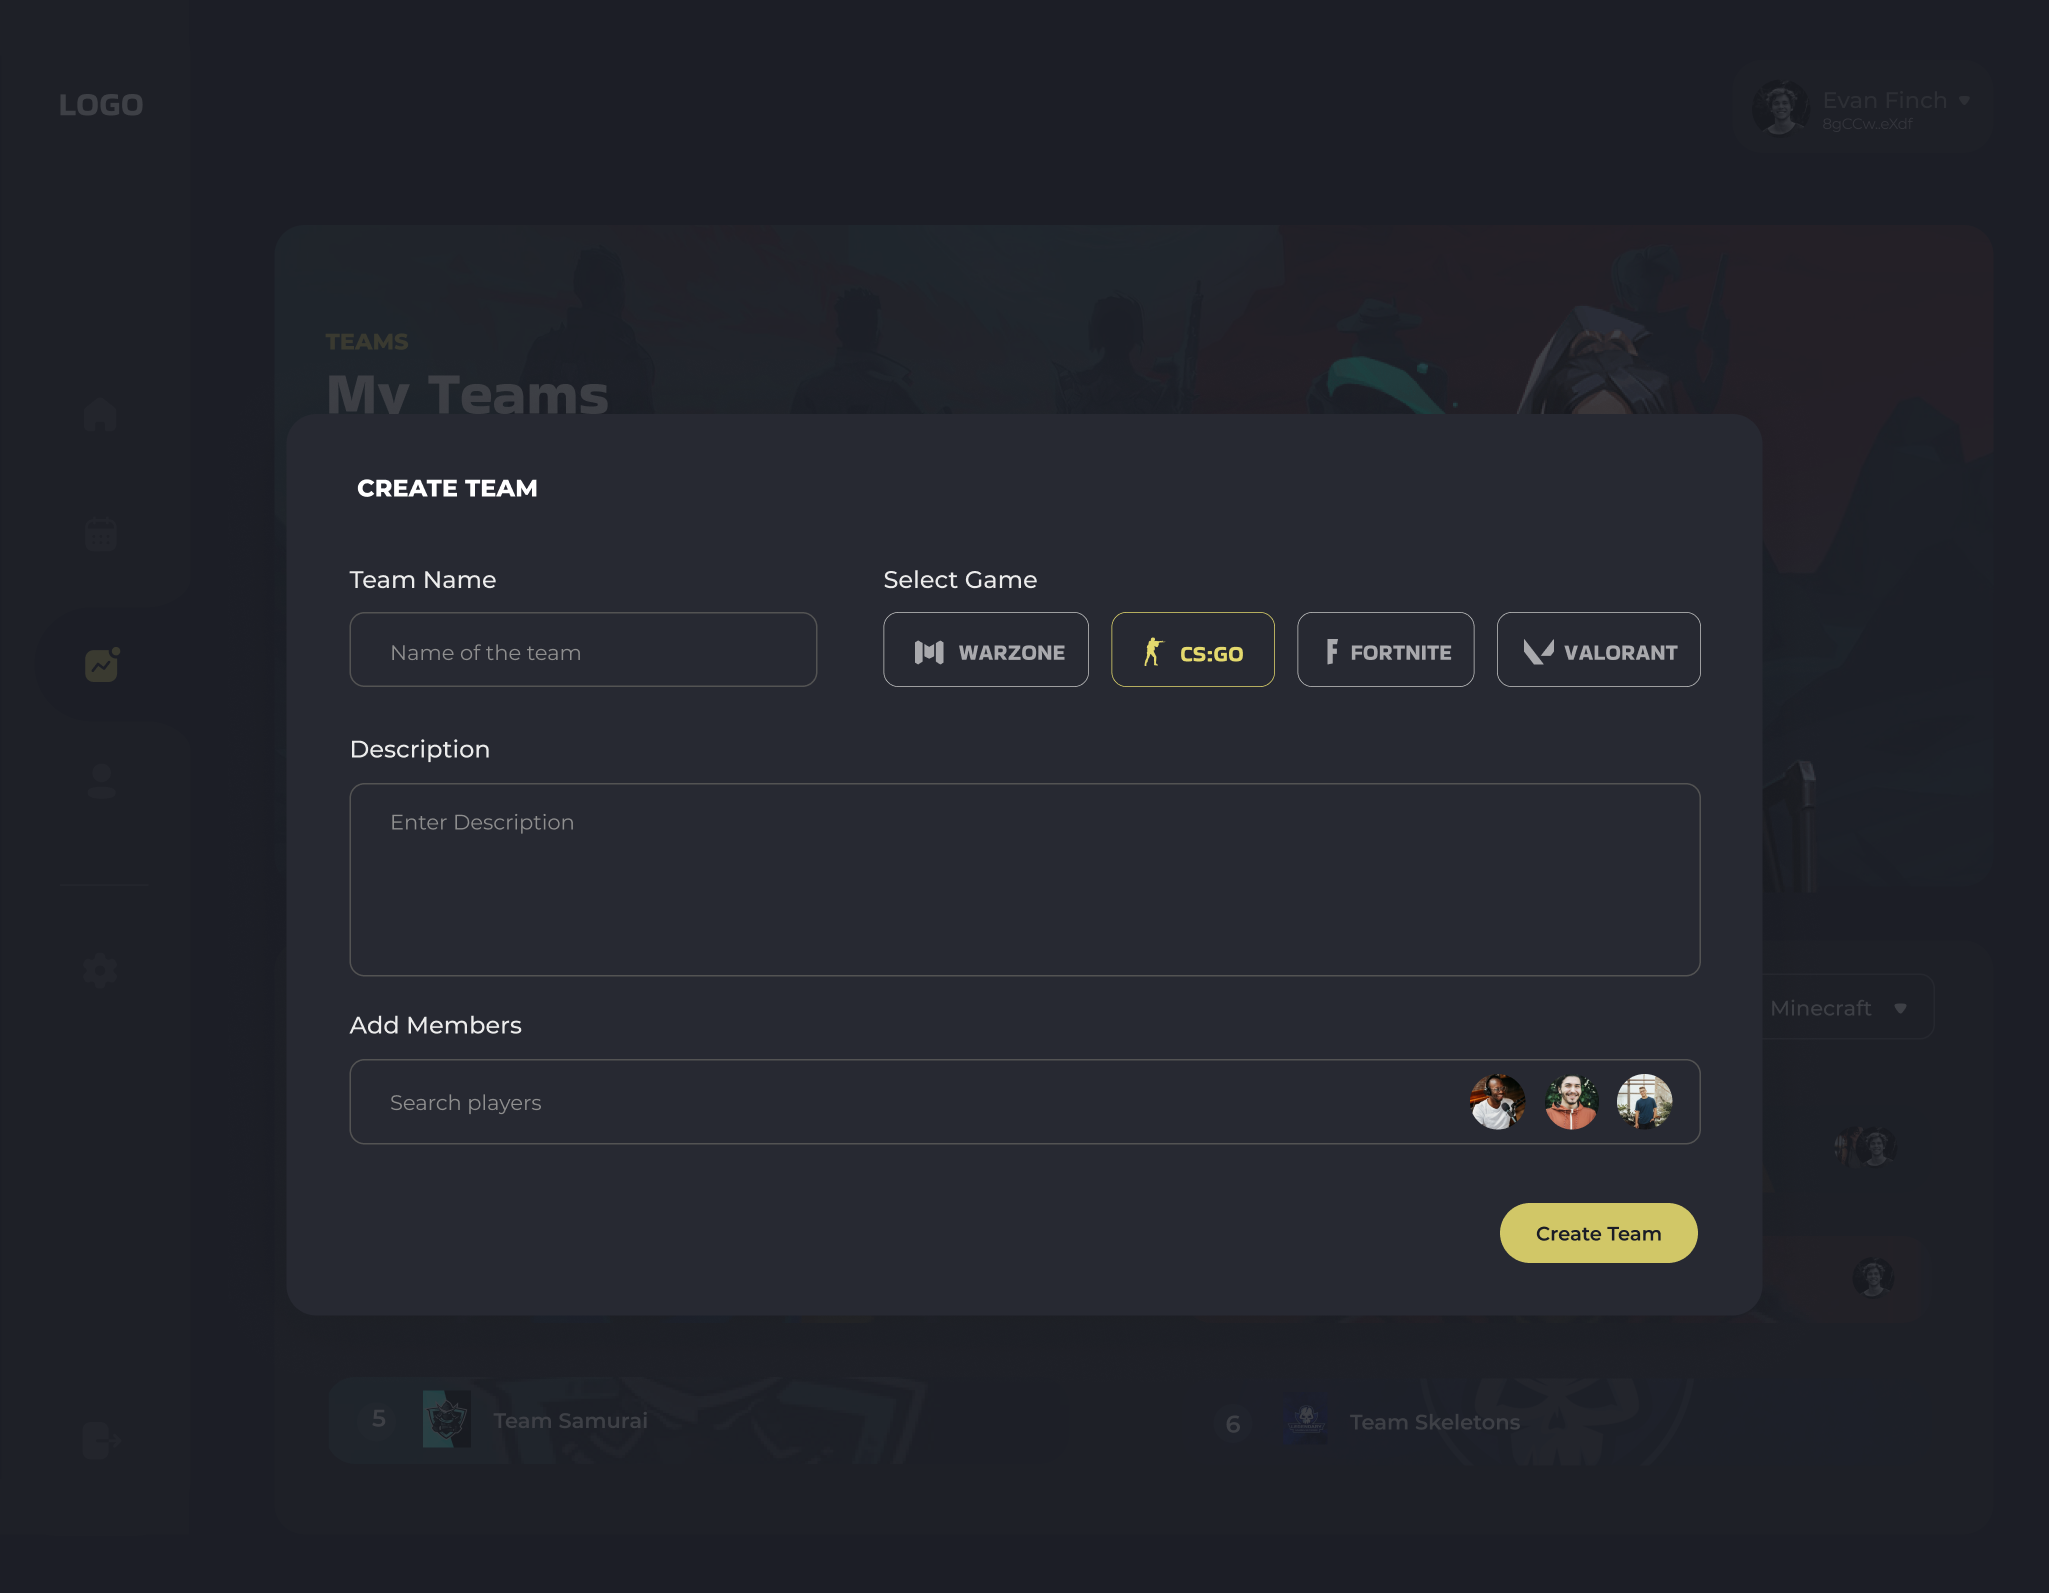 LOGO
Evan Finch
8gCCw..eXdf
TEAMS
My Teams
CREATE TEAM
Team Name
Select Game
Name of the team
WARZONE
CS:GO
FORTNITE
VALORANT
Description
Enter Description
Minecraft
Add Members
Search players
Create Team
5
Team Samurai
6
Team Skeletons